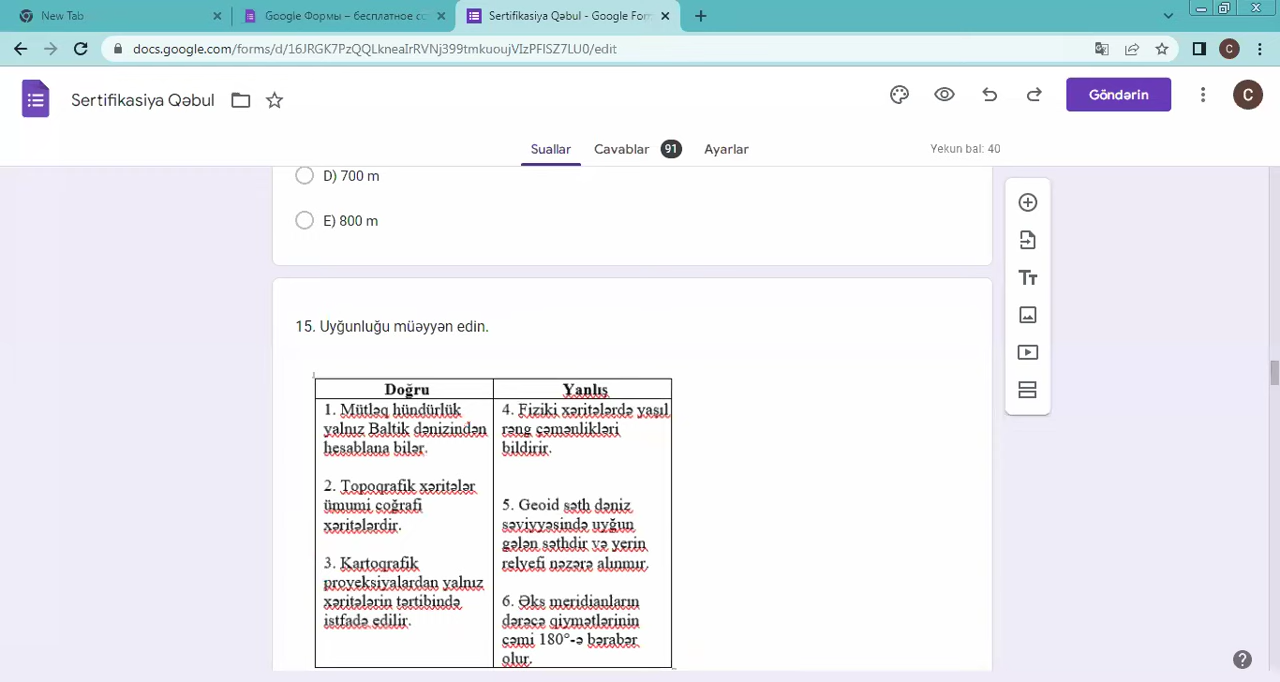 New Tab
Google Формы – бесплатное со
Sertifikasiya Qəbul - Google For
docs.google.com/forms/d/16JRGK7PzQQLkneaIrRVNj399tmkuoujVIzPFISZ7LU0/edit
C
Sertifikasiya Qəbul
Göndərin
C
Suallar
Cavablar 91
Ayarlar
Yekun bal: 40
D) 700 m
E) 800 m
15. Uyğunluğu müəyyən edin.
Doğru
1. Mütləq hündürlük
yalnız Baltik dənizindən
hesablana bilər.
2. Topoqrafik xəritələr
ümumi coğrafi
xəritələrdir.
3. Kartoqrafik
proyeksiyalardan yalnız
xəritələrin tərtibində
istfadə edilir.
Yanlış
4. Fiziki xəritələrdə yaşıl
rəng çəmənlikləri
bildirir.
5. Geoid səth dəniz
səviyyəsində uyğun
gələn səthdir və yerin
relyefi nəzərə alınmır.
6. Əks meridianların
dərəcə qiymətlərinin
cəmi 180°-ə bərabər
olur.